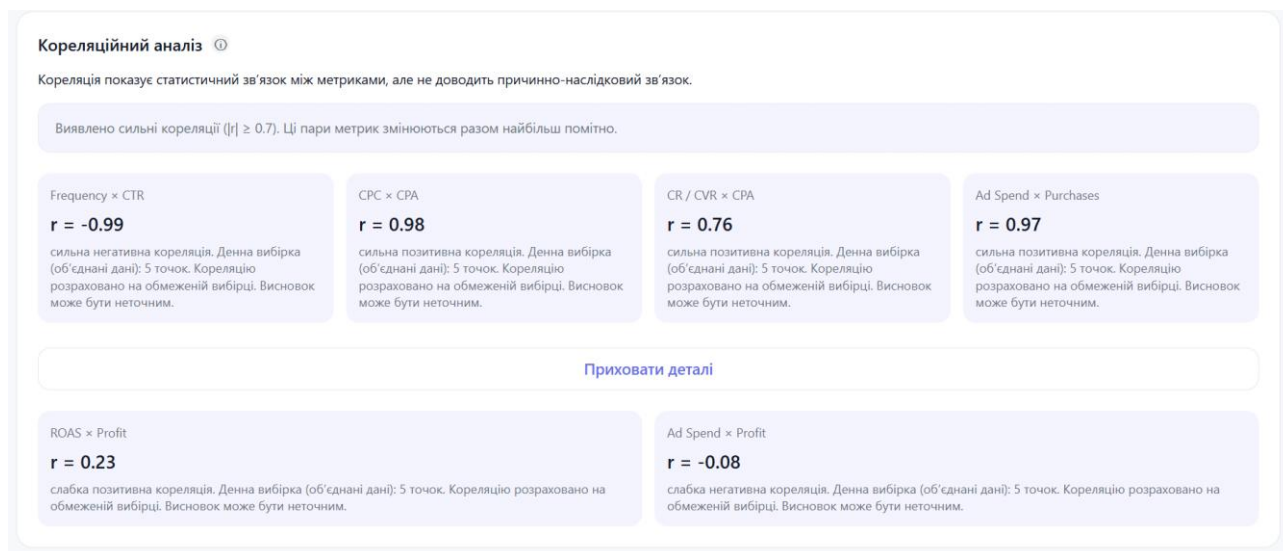 Кореляційний аналіз
Кореляція показує статистичний зв'язок між метриками, але не доводить причинно-наслідковий зв'язок.
Виявлено сильні кореляції (|r| ≥ 0.7). Ці пари метрик змінюються разом найбільш помітно.
Frequency × CTR
r = -0.99
сильна негативна кореляція. Денна вибірка
(об'єднані дані): 5 точок. Кореляцію
розраховано на обмеженій вибірці. Висновок
може бути неточним.
CPC × CPA
r = 0.98
сильна позитивна кореляція. Денна вибірка
(об'єднані дані): 5 точок. Кореляцію
розраховано на обмеженій вибірці. Висновок
може бути неточним.
CR / CVR × CPA
r = 0.76
сильна позитивна кореляція. Денна вибірка
(об'єднані дані): 5 точок. Кореляцію
розраховано на обмеженій вибірці. Висновок
може бути неточним.
Ad Spend × Purchases
r = 0.97
сильна позитивна кореляція. Денна вибірка
(об'єднані дані): 5 точок. Кореляцію
розраховано на обмеженій вибірці. Висновок
може бути неточним.
Приховати деталі
ROAS × Profit
r = 0.23
слабка позитивна кореляція. Денна вибірка (об'єднані дані): 5 точок. Кореляцію розраховано на
обмеженій вибірці. Висновок може бути неточним.
Ad Spend × Profit
r = -0.08
слабка негативна кореляція. Денна вибірка (об'єднані дані): 5 точок. Кореляцію розраховано на
обмеженій вибірці. Висновок може бути неточним.